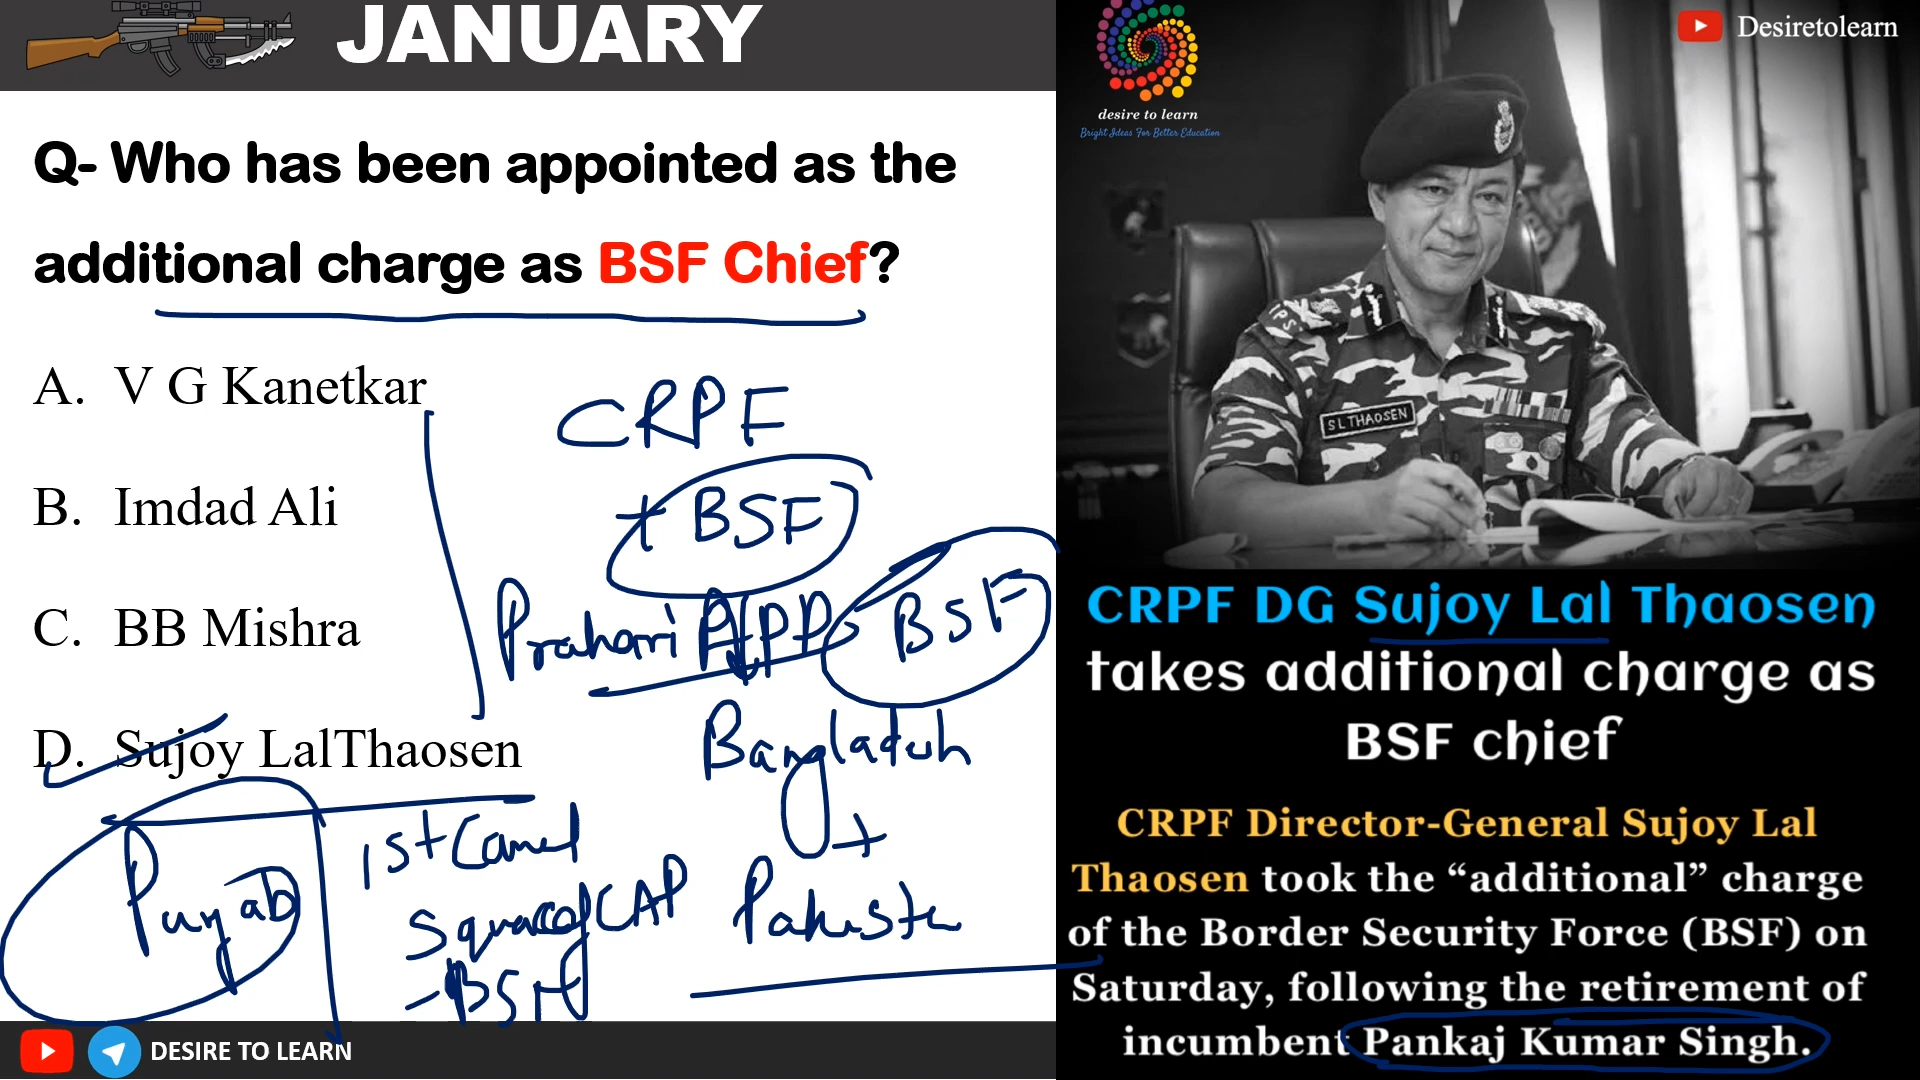 JANUARY
Q- Who has been appointed as the
additional charge as BSF Chief?
A. V G Kanetkar
B. Imdad Ali
C. BB Mishra
D. Sujoy LalThaosen
CRPF
+ BSF
Prahari APP BSF
Bangladesh
+
Pakistan
Punjab
1st Camel
Squad CAP
- BSF
DESIRE TO LEARN
Desiretolearn
desire to learn
Bright Ideas For Better Education
IPS
S L THAOSEN
CRPF DG Sujoy Lal Thaosen
takes additional charge as
BSF chief
CRPF Director-General Sujoy Lal
Thaosen took the “additional” charge
of the Border Security Force (BSF) on
Saturday, following the retirement of
incumbent Pankaj Kumar Singh.